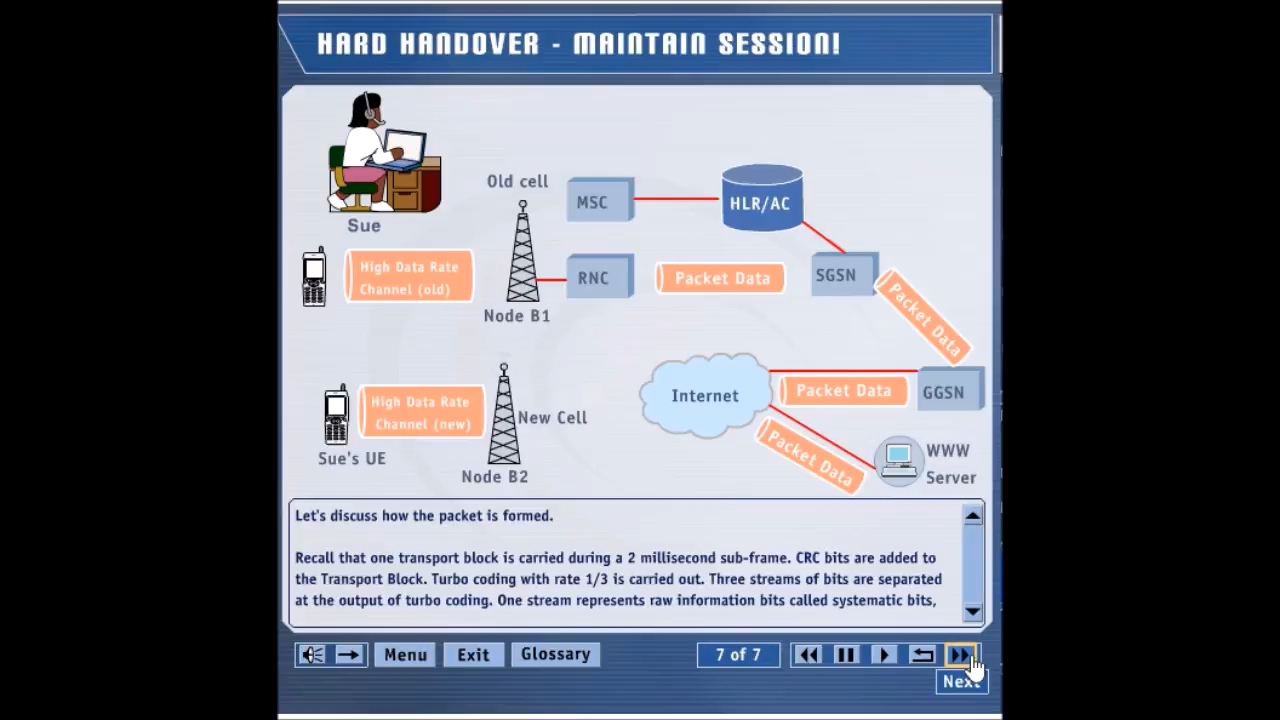 HARD HANDOVER - MAINTAIN SESSION!
Sue
Old cell
MSC
HLR/AC
High Data Rate
Channel (old)
RNC
Packet Data
SGSN
Packet Data
Node B1
High Data Rate
Channel (new)
New Cell
Internet
Packet Data
GGSN
Packet Data
WWW
Server
Sue's UE
Node B2
Let's discuss how the packet is formed.
Recall that one transport block is carried during a 2 millisecond sub-frame. CRC bits are added to
the Transport Block. Turbo coding with rate 1/3 is carried out. Three streams of bits are separated
at the output of turbo coding. One stream represents raw information bits called systematic bits,
Menu
Exit
Glossary
7 of 7
Next